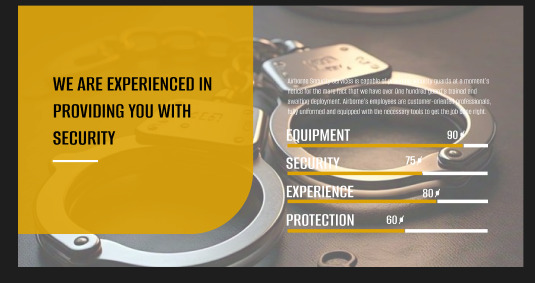 WE ARE EXPERIENCED IN
PROVIDING YOU WITH
SECURITY
Airborne Security Services is capable of guards at a moment's
notice for the mere fact that we have over One hundred guards trained and
awaiting deployment. Airborne's employees are customer-oriented professionals,
fully uniformed and equipped with the necessary tools to get the job done right.
EQUIPMENT 90%
SECURITY 75%
EXPERIENCE 80%
PROTECTION 60%